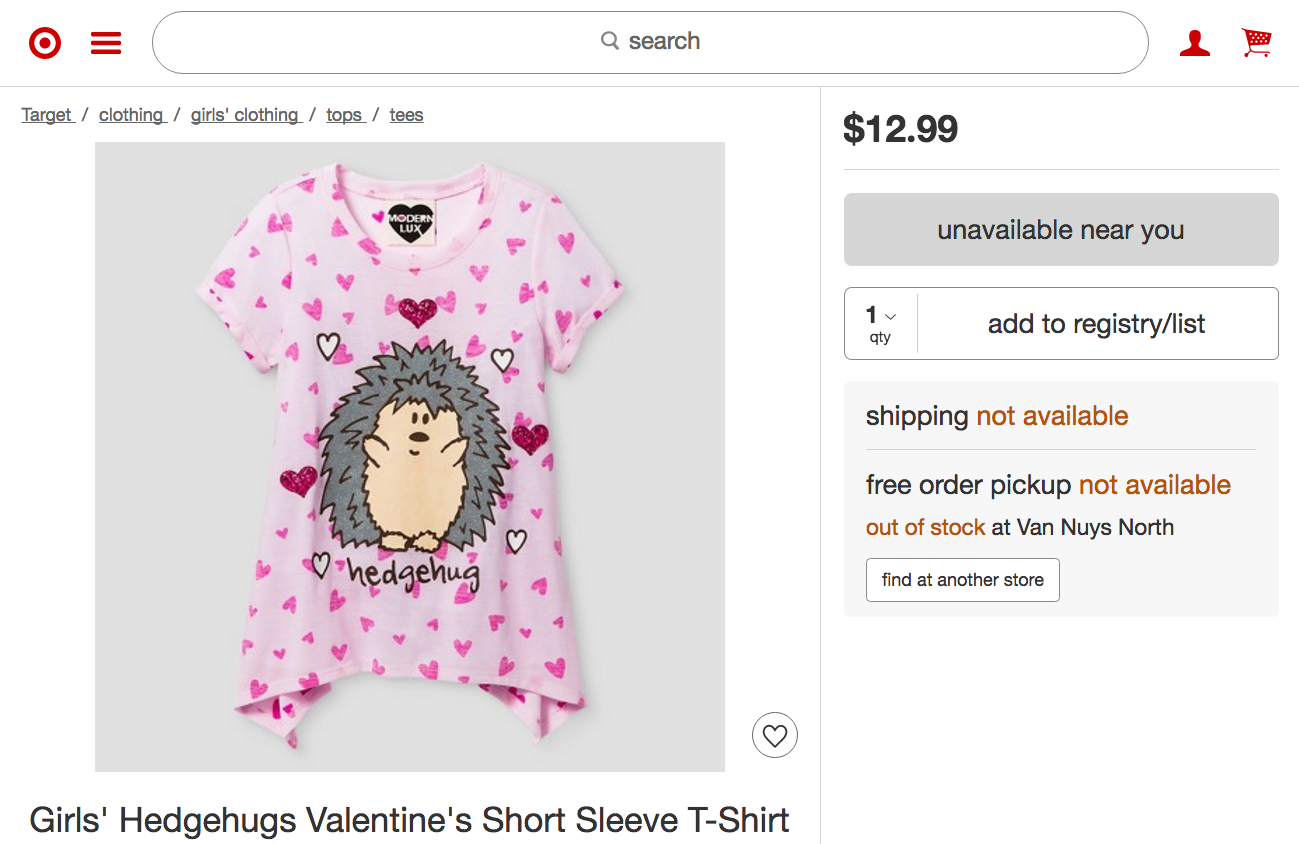 search
Target / clothing / girls' clothing / tops / tees
MODERN
LUX
hedgehug
Girls' Hedgehugs Valentine's Short Sleeve T-Shirt
$12.99
unavailable near you
1
qty
add to registry/list
shipping not available
free order pickup not available
out of stock at Van Nuys North
find at another store